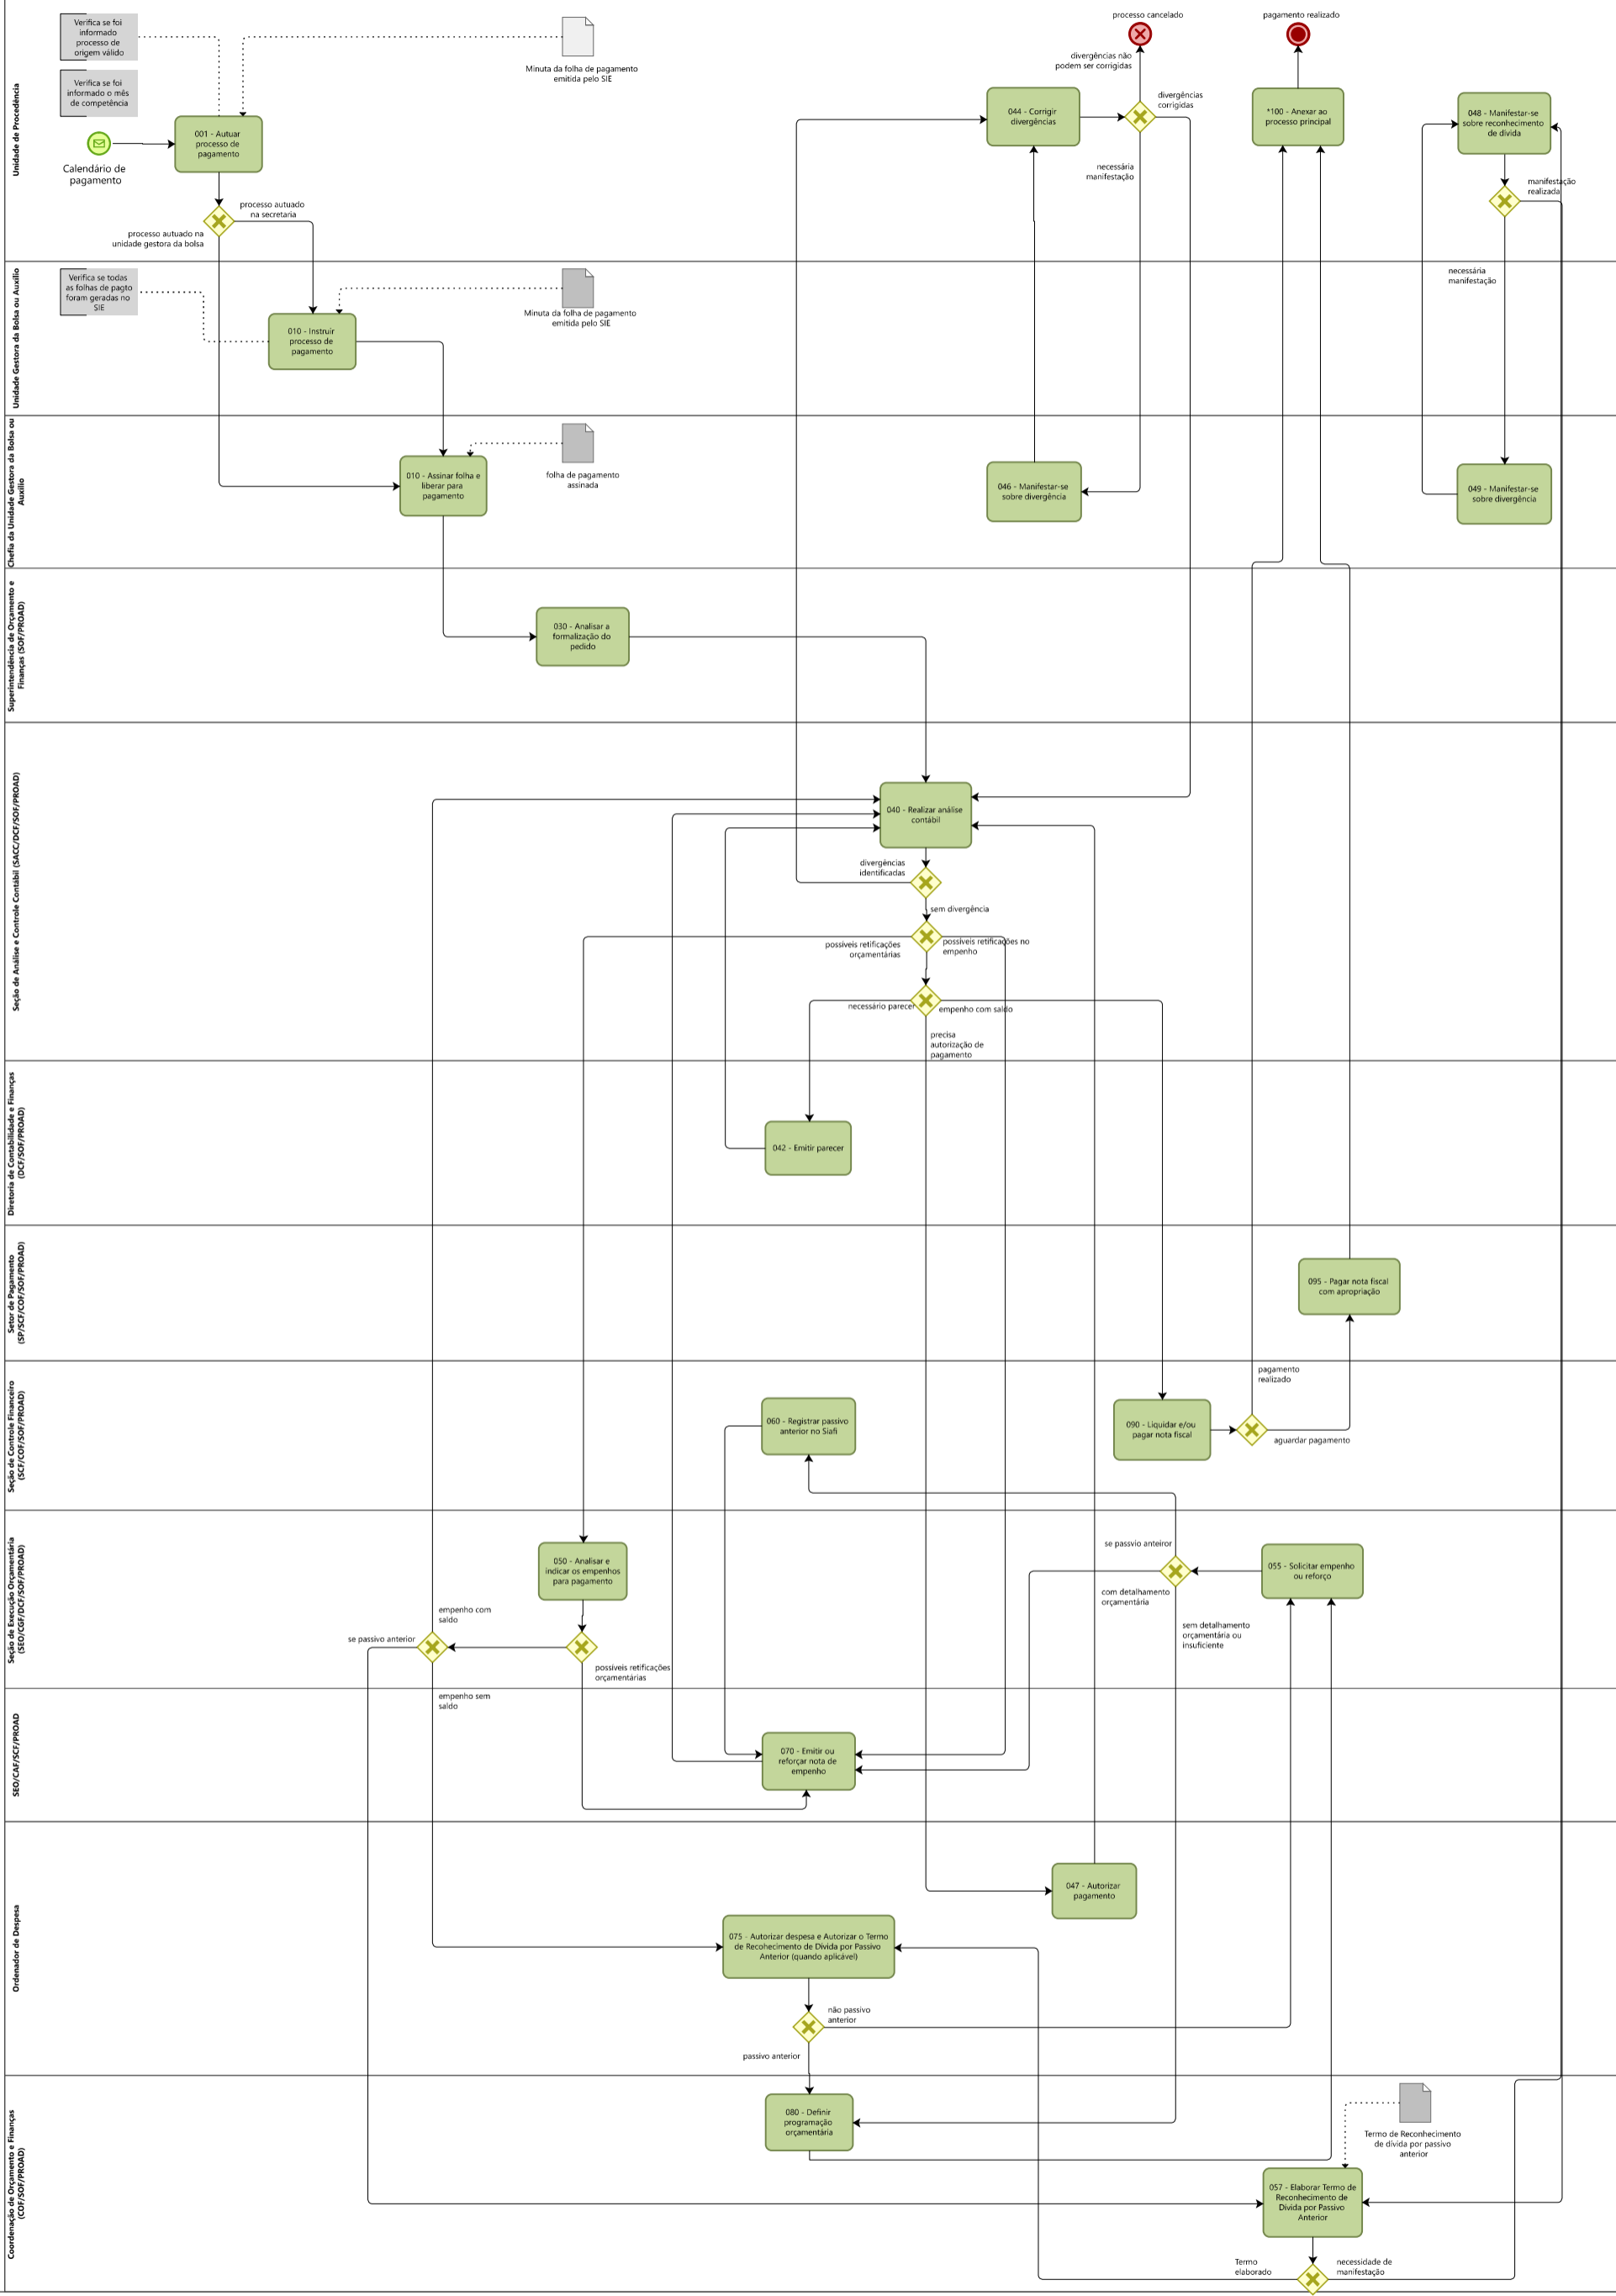 Unidade de Procedência
Verifica se foi
informado
processo de
origem válido
Verifica se foi
informado o mês
de competência
Calendário de
pagamento
001 - Autuar
processo de
pagamento
processo autuado
na secretaria
processo autuado na
unidade gestora da bolsa
Minuta da folha de pagamento
emitida pelo SIE
044 - Corrigir
divergências
processo cancelado
divergências não
podem ser corrigidas
divergências
corrigidas
necessária
manifestação
pagamento realizado
*100 - Anexar ao
processo principal
048 - Manifestar-se
sobre reconhecimento
de dívida
manifestação
realizada
Unidade Gestora da Bolsa ou Auxílio
Verifica se todas
as folhas de pagto
foram geradas no
SIE
010 - Instruir
processo de
pagamento
Minuta da folha de pagamento
emitida pelo SIE
necessária
manifestação
Chefia da Unidade Gestora da Bolsa ou
Auxílio
010 - Assinar folha e
liberar para
pagamento
folha de pagamento
assinada
046 - Manifestar-se
sobre divergência
049 - Manifestar-se
sobre divergência
Superintendência de Orçamento e
Finanças (SOF/PROAD)
030 - Analisar a
formalização do
pedido
Seção de Análise e Controle Contábil (SACC/DCF/SOF/PROAD)
040 - Realizar análise
contábil
divergências
identificadas
sem divergência
possíveis retificações
orçamentárias
possíveis retificações no
empenho
necessário parecer
empenho com saldo
precisa
autorização de
pagamento
Diretoria de Contabilidade e Finanças
(DCF/SOF/PROAD)
042 - Emitir parecer
Setor de Pagamento
(SP/SCF/COF/SOF/PROAD)
095 - Pagar nota fiscal
com apropriação
Seção de Controle Financeiro
(SCF/COF/SOF/PROAD)
060 - Registrar passivo
anterior no Siafi
090 - Liquidar e/ou
pagar nota fiscal
pagamento
realizado
aguardar pagamento
Seção de Execução Orçamentária
(SEO/CGF/DCF/SOF/PROAD)
050 - Analisar e
indicar os empenhos
para pagamento
empenho com
saldo
se passivo anterior
possíveis retificações
orçamentárias
se passvio anteiror
com detalhamento
orçamentária
sem detalhamento
orçamentária ou
insuficiente
055 - Solicitar empenho
ou reforço
SEO/CAF/SCF/PROAD
empenho sem
saldo
070 - Emitir ou
reforçar nota de
empenho
Ordenador de Despesa
047 - Autorizar
pagamento
075 - Autorizar despesa e Autorizar o Termo
de Recohecimento de Dívida por Passivo
Anterior (quando aplicável)
não passivo
anterior
passivo anterior
Coordenação de Orçamento e Finanças
(COF/SOF/PROAD)
080 - Definir
programação
orçamentária
Termo de Reconhecimento
de dívida por passivo
anterior
057 - Elaborar Termo de
Reconhecimento de
Dívida por Passivo
Anterior
Termo
elaborado
necessidade de
manifestação